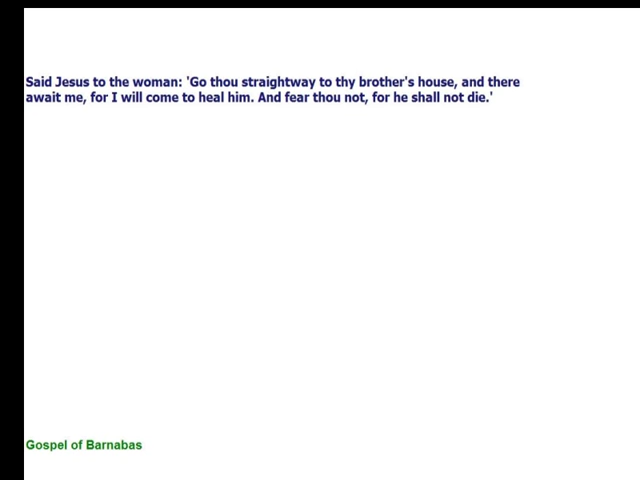 Said Jesus to the woman: 'Go thou straightway to thy brother's house, and there
await me, for I will come to heal him. And fear thou not, for he shall not die.'
Gospel of Barnabas